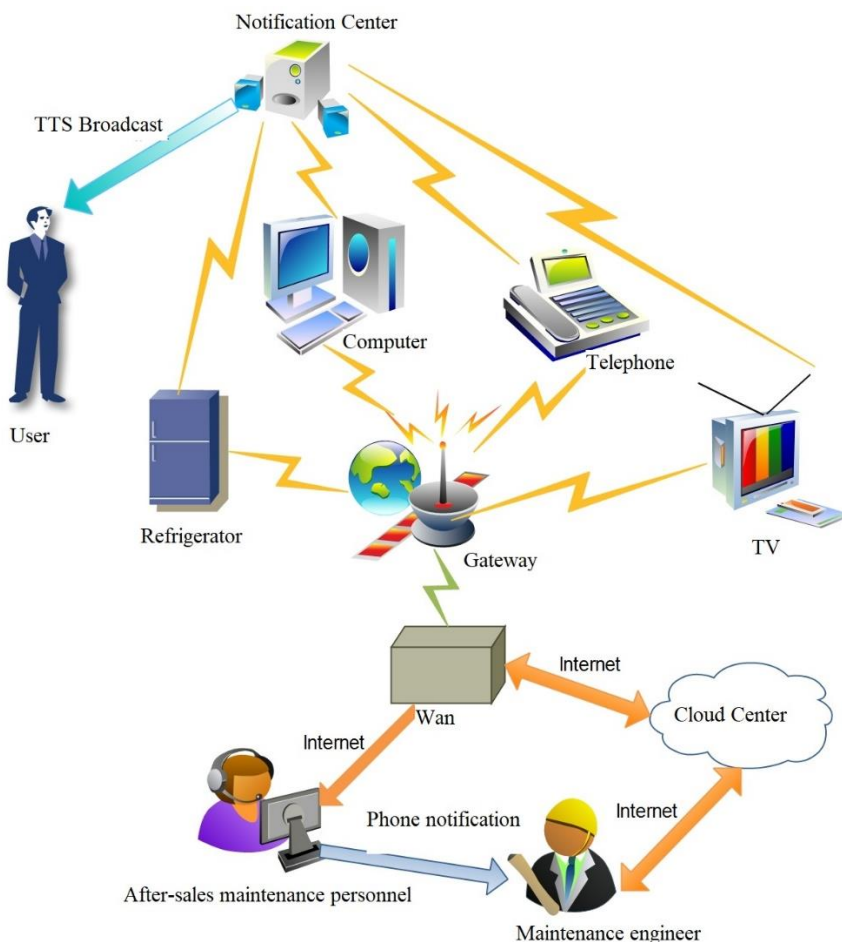 Notification Center
TTS Broadcast
Computer
Telephone
User
Refrigerator
Gateway
TV
Internet
Wan
Cloud Center
Internet
Phone notification
Internet
After-sales maintenance personnel
Maintenance engineer